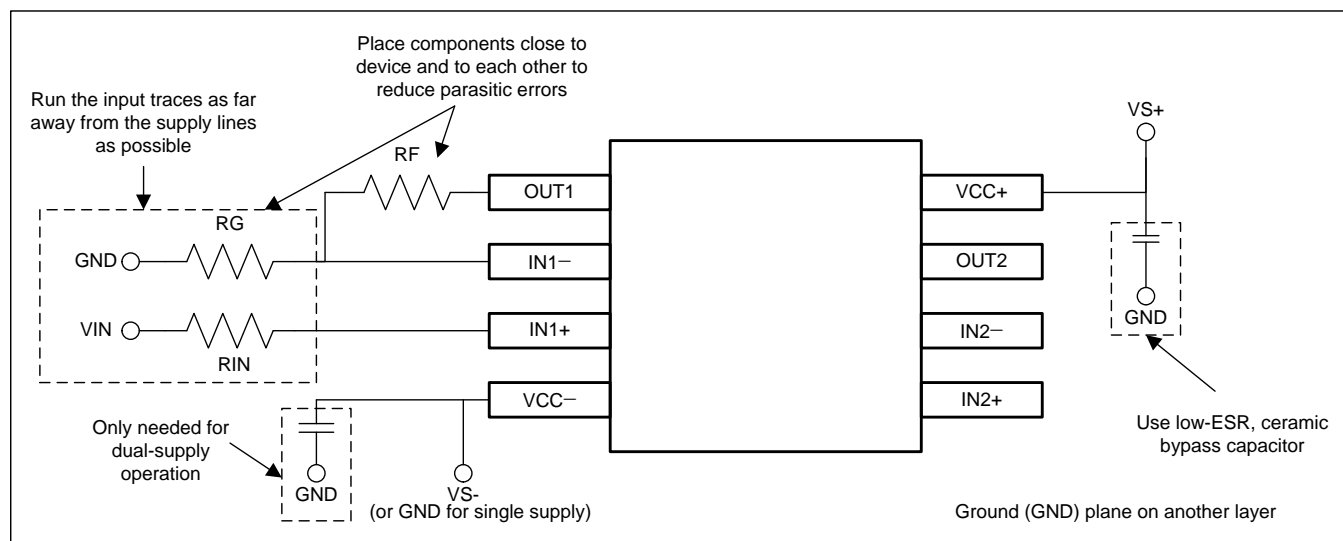 Place components close to
device and to each other to
reduce parasitic errors
Run the input traces as far
away from the supply lines
as possible
VS+
RF
OUT1
VCC+
RG
GND
IN1−
OUT2
VIN
IN1+
IN2−
GND
RIN
VCC−
IN2+
Only needed for
dual-supply
operation
Use low-ESR, ceramic
bypass capacitor
GND
VS-
(or GND for single supply)
Ground (GND) plane on another layer